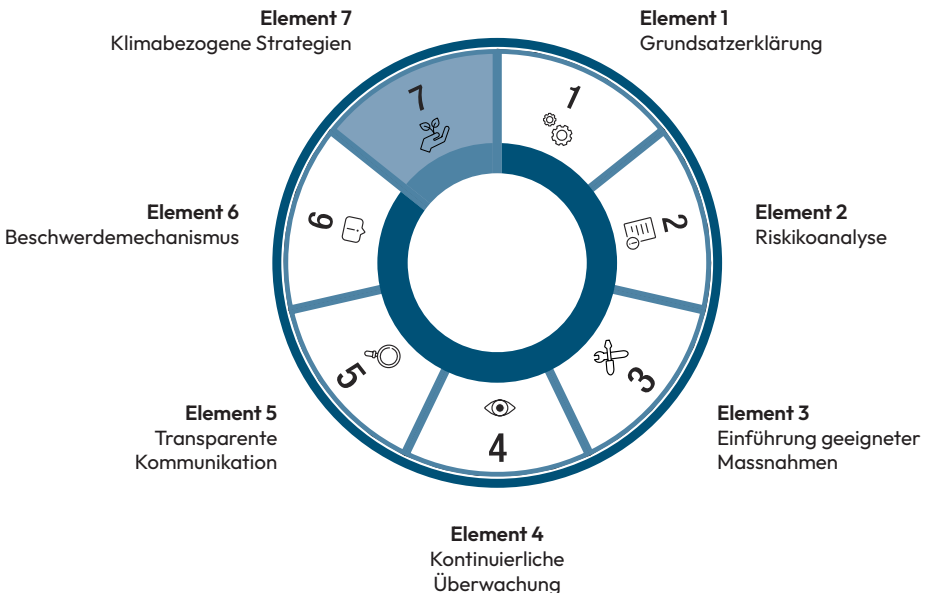 Element 7
Klimabezogene Strategien
Element 1
Grundsatzerklärung
7
1
Element 6
Beschwerdemechanismus
6
2
Element 2
Riskikoanalyse
5
3
4
Element 5
Transparente
Kommunikation
Element 3
Einführung geeigneter
Massnahmen
Element 4
Kontinuierliche
Überwachung